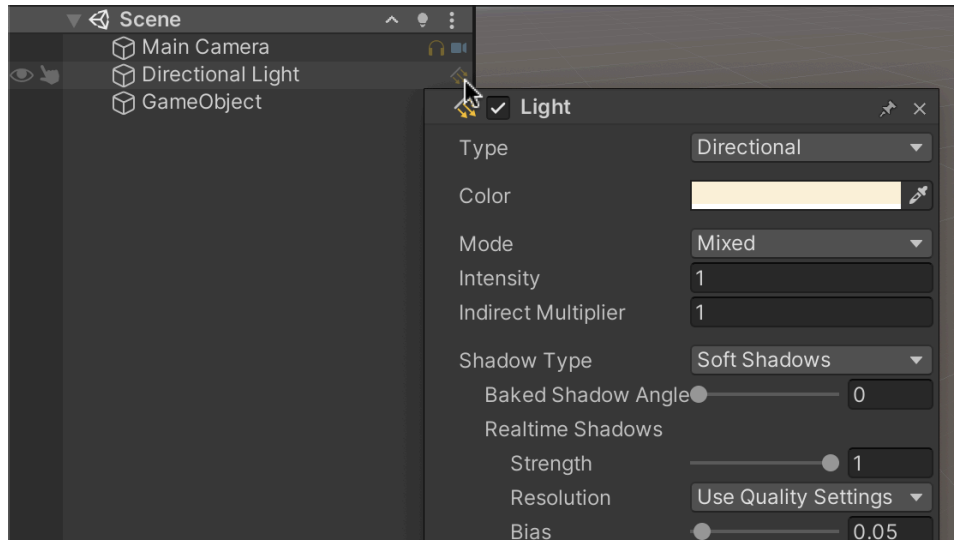 Scene
Main Camera
Directional Light
GameObject
Light
Type Directional
Color
Mode Mixed
Intensity 1
Indirect Multiplier 1
Shadow Type Soft Shadows
Baked Shadow Angle 0
Realtime Shadows
Strength 1
Resolution Use Quality Settings
Bias 0.05